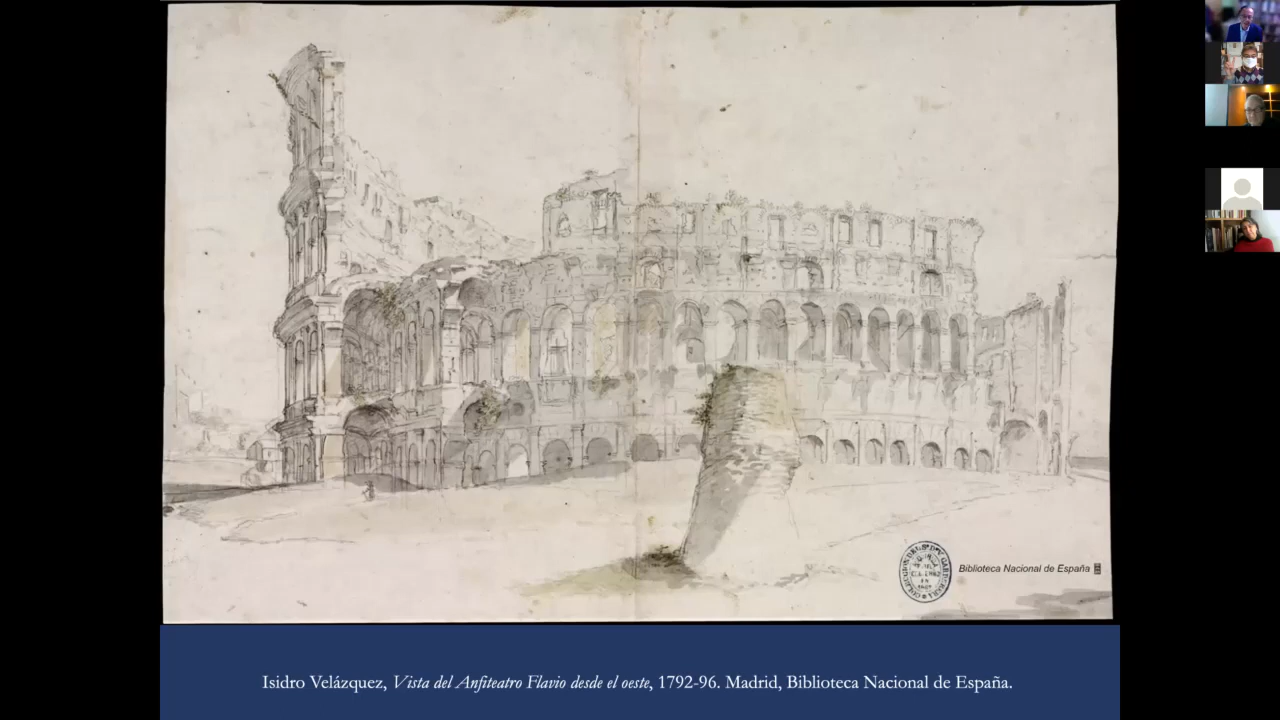 Biblioteca Nacional de España
Isidro Velázquez, Vista del Anfiteatro Flavio desde el oeste, 1792-96. Madrid, Biblioteca Nacional de España.